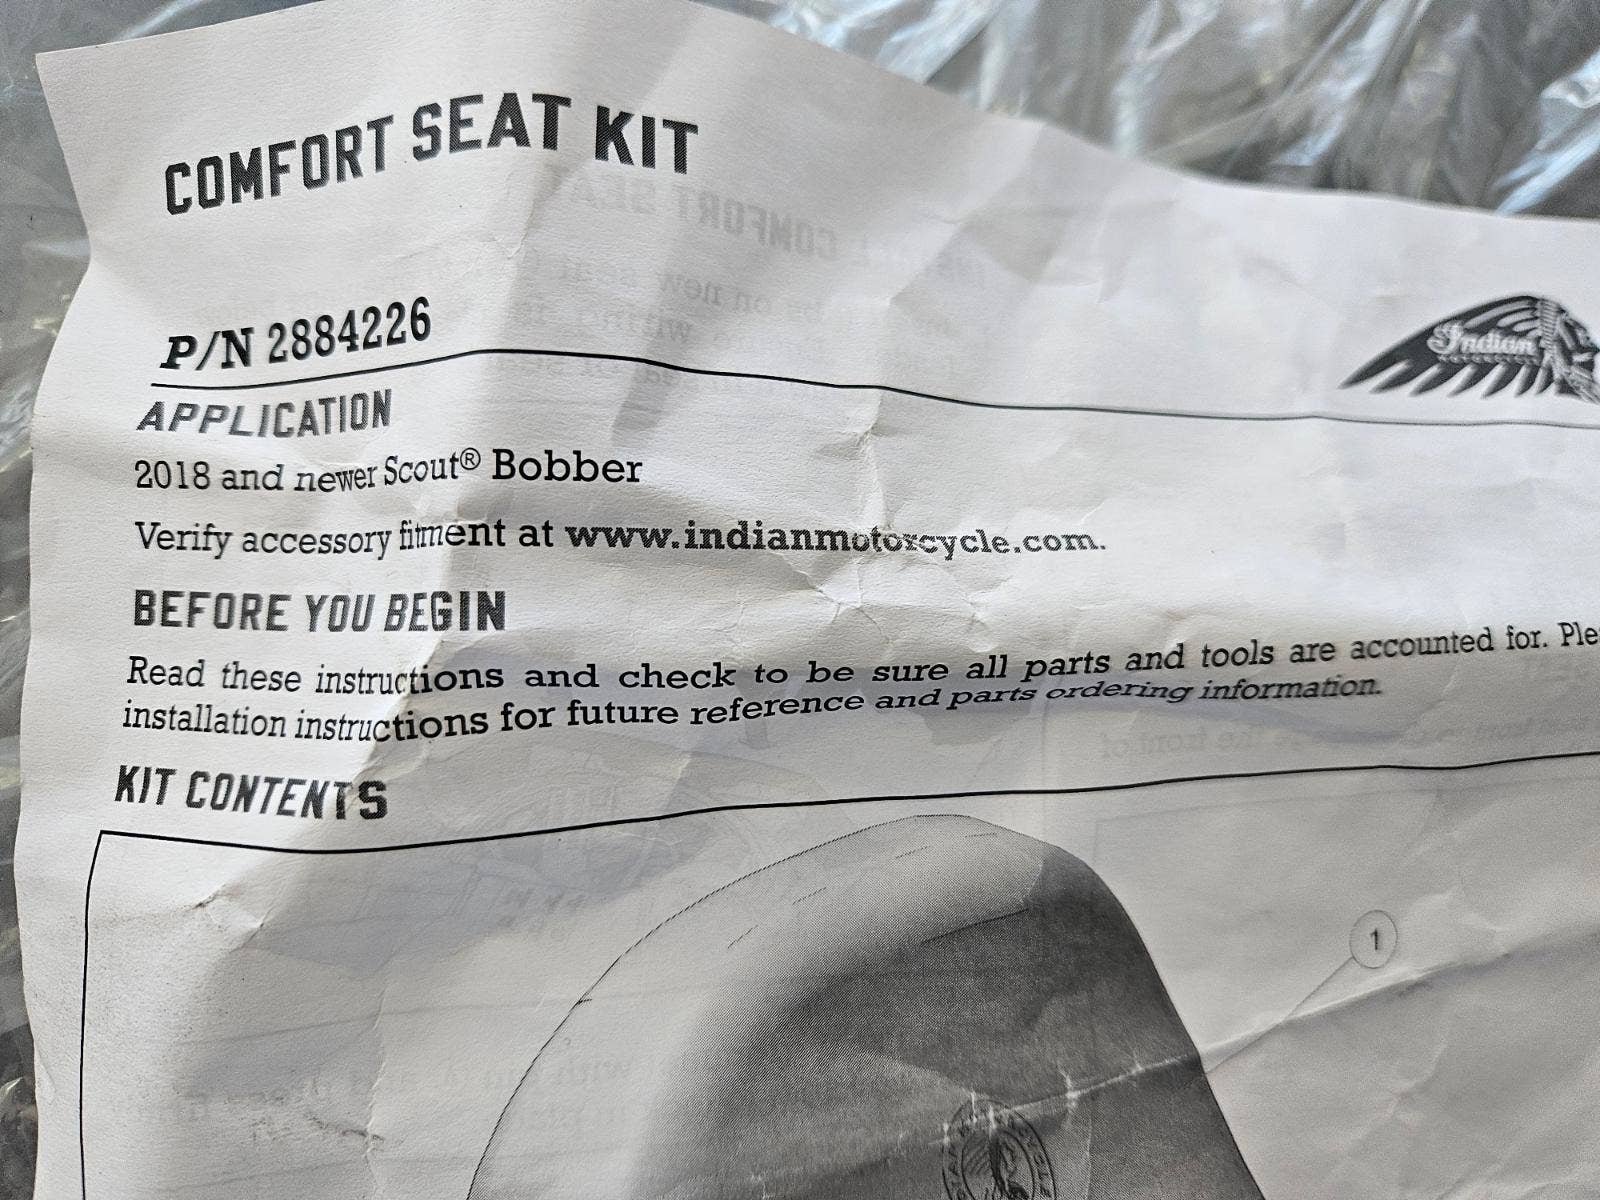 COMFORT SEAT KIT
P/N 2884226
Indian
APPLICATION
2018 and newer Scout® Bobber
Verify accessory fitment at www.indianmotorcycle.com.
BEFORE YOU BEGIN
Read these instructions and check to be sure all parts and tools are accounted for. Ple
installation instructions for future reference and parts ordering information.
KIT CONTENTS
1